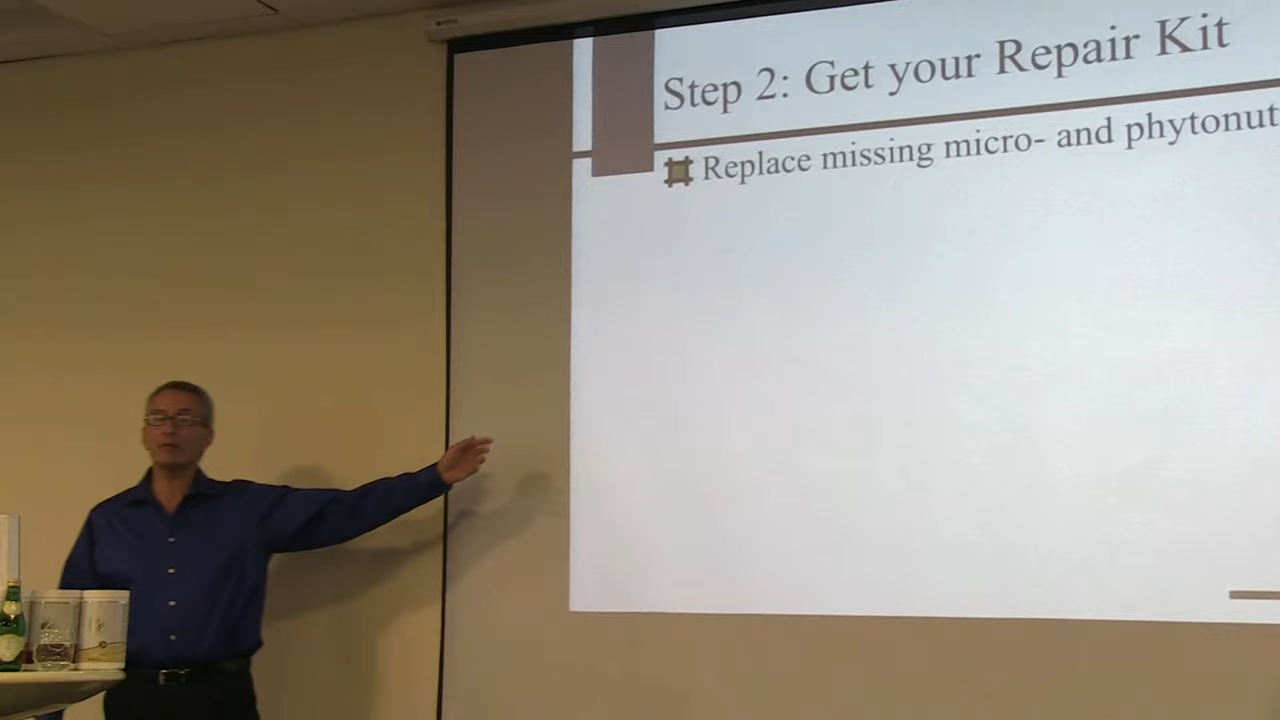 Step 2: Get your Repair Kit
Replace missing micro- and phytonut